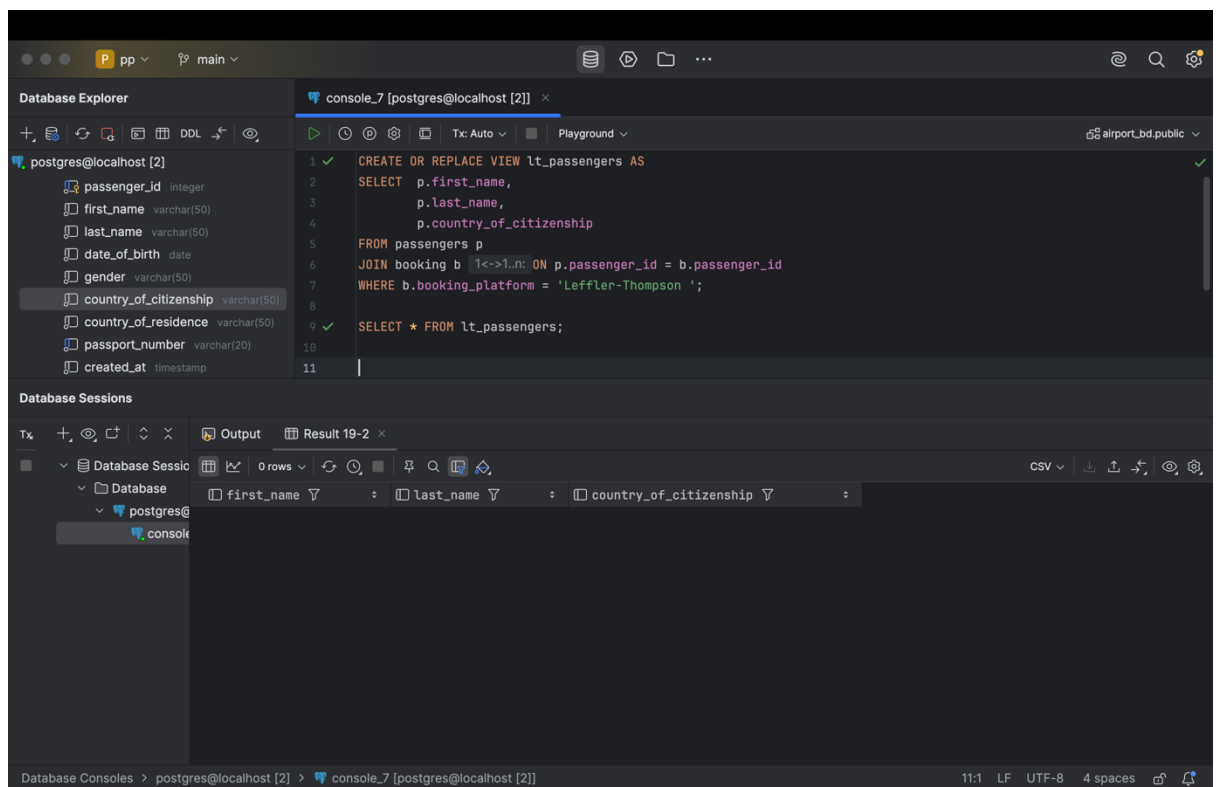 P pp main
Database Explorer
console_7 [postgres@localhost [2]]
DDL
Tx: Auto
Playground
airport_bd.public
postgres@localhost [2]
passenger_id integer
first_name varchar(50)
last_name varchar(50)
date_of_birth date
gender varchar(50)
country_of_citizenship varchar(50)
country_of_residence varchar(50)
passport_number varchar(20)
created_at timestamp
1 CREATE OR REPLACE VIEW lt_passengers AS
2 SELECT p.first_name,
3 p.last_name,
4 p.country_of_citizenship
5 FROM passengers p
6 JOIN booking b 1<->1..n: ON p.passenger_id = b.passenger_id
7 WHERE b.booking_platform = 'Leffler-Thompson ';
8
9 SELECT * FROM lt_passengers;
10
11
Database Sessions
Tx
Output
Result 19-2
Database Sessio
Database
postgres@
console
0 rows
CSV
first_name
last_name
country_of_citizenship
Database Consoles > postgres@localhost [2] > console_7 [postgres@localhost [2]]
11:1 LF UTF-8 4 spaces